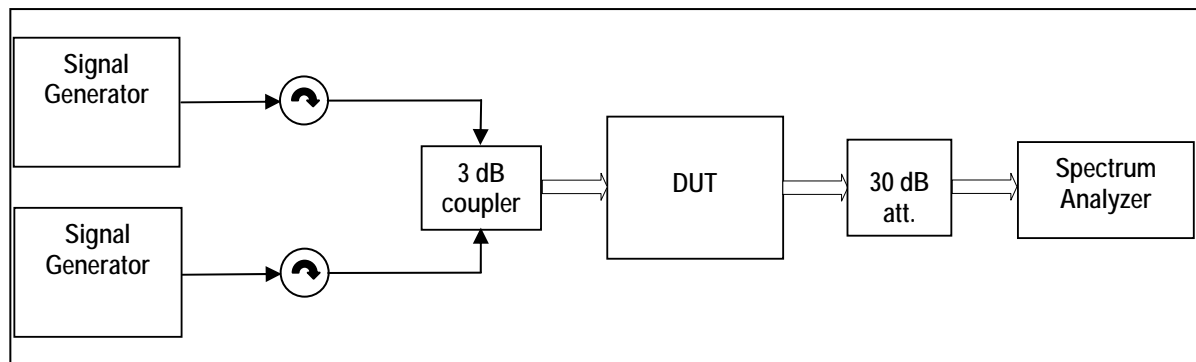 Signal
Generator
3 dB
coupler
DUT
30 dB
att.
Spectrum
Analyzer
Signal
Generator